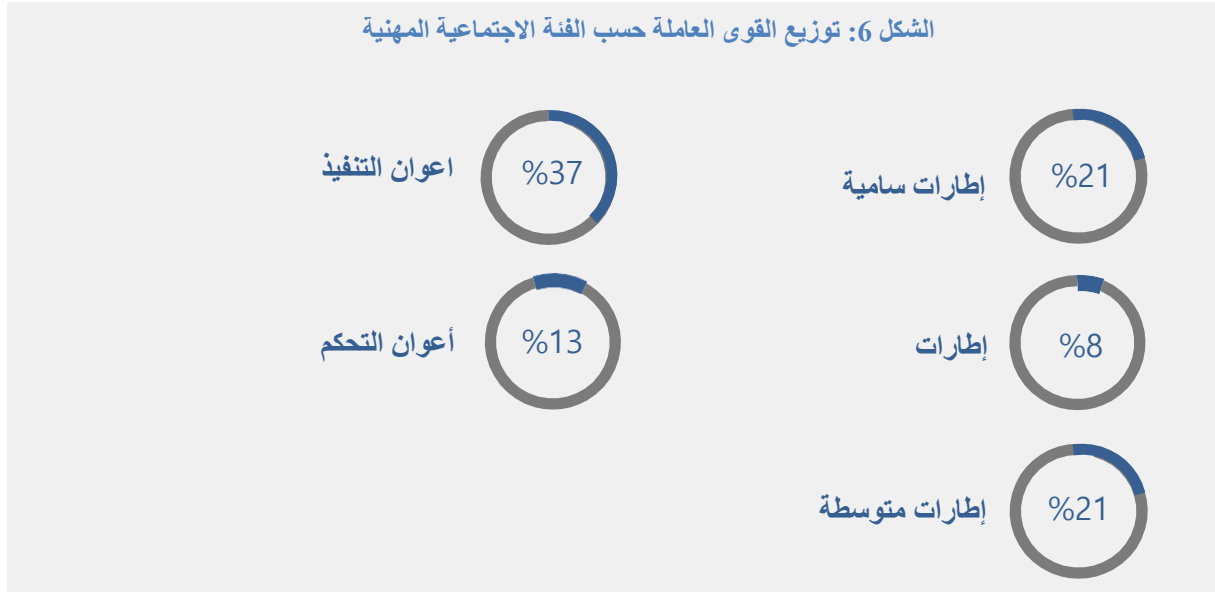 الشكل 6: توزيع القوى العاملة حسب الفئة الاجتماعية المهنية
%21
إطارات سامية
%37
اعوان التنفيذ
%8
إطارات
%13
أعوان التحكم
%21
إطارات متوسطة